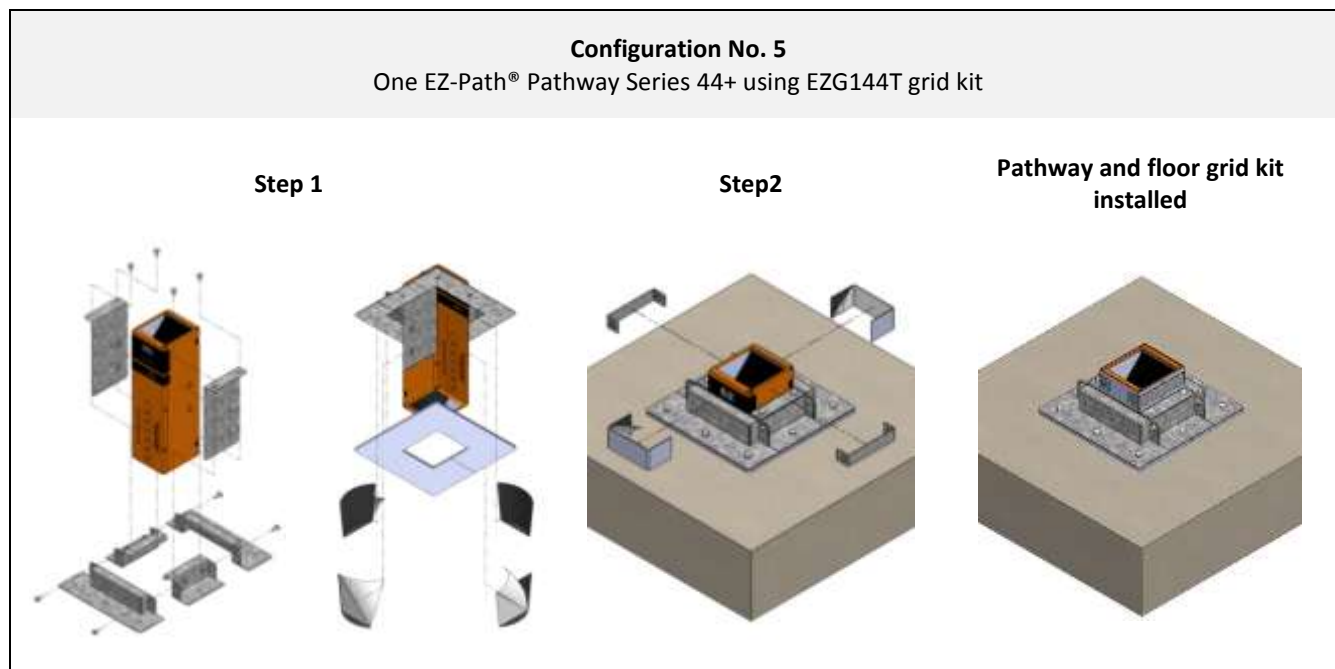 Configuration No. 5
One EZ-Path® Pathway Series 44+ using EZG144T grid kit
Step 1
Step2
Pathway and floor grid kit
installed